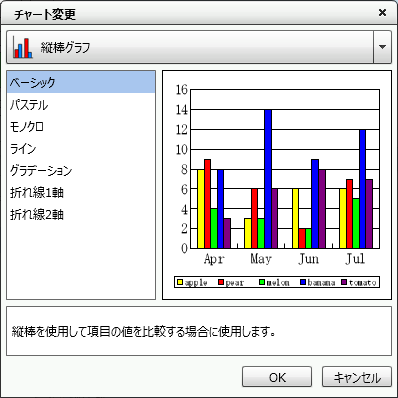 チャート変更
縦棒グラフ
ベーシック
パステル
モノクロ
ライン
グラデーション
折れ線1軸
折れ線2軸
16
14
12
10
8
6
4
2
0
Apr May Jun Jul
apple pear melon banana tomato
縦棒を使用して項目の値を比較する場合に使用します。
OK キャンセル